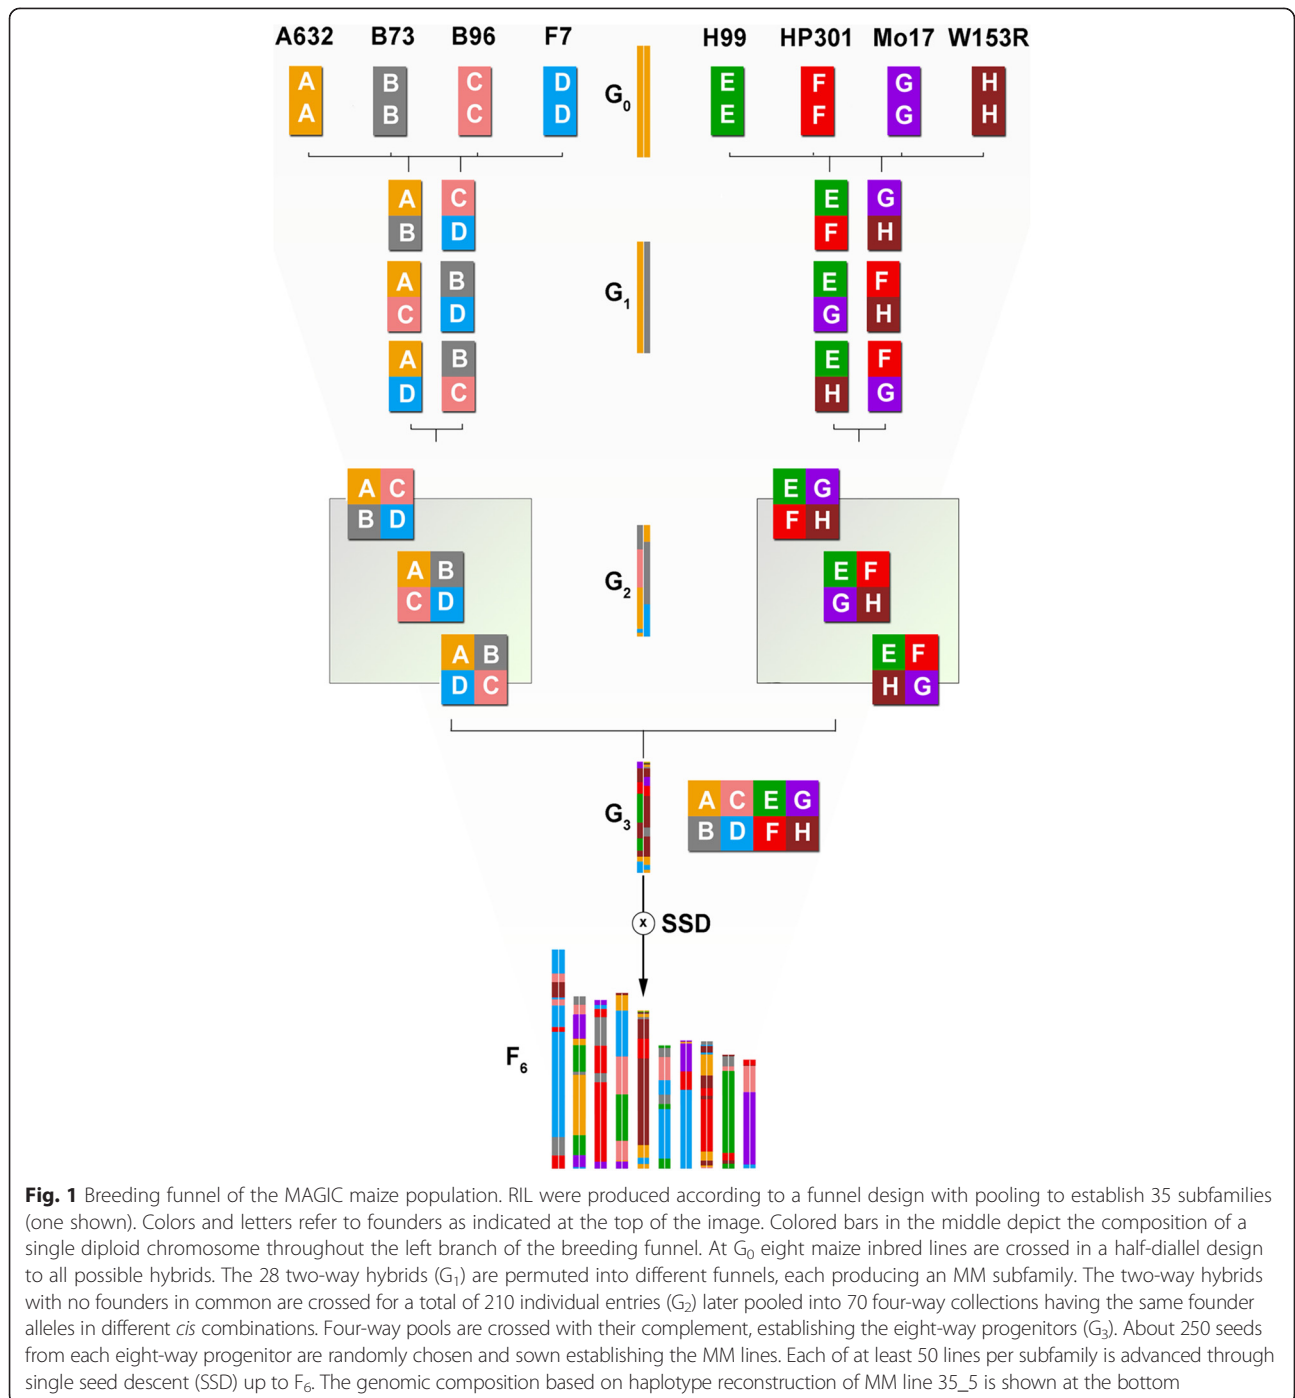 A632 B73 B96 F7 H99 HP301 Mo17 W153R
A B C D G0 E F G H
A B C D E F G H
A C E G
B D F H
A B G1 E F
C D G H
A B E F
D C H G
A C E G
B D F H
A B G2 E F
C D G H
A B E F
D C H G
G3 A C E G
B D F H
x SSD
F6
Fig. 1 Breeding funnel of the MAGIC maize population. RIL were produced according to a funnel design with pooling to establish 35 subfamilies
(one shown). Colors and letters refer to founders as indicated at the top of the image. Colored bars in the middle depict the composition of a
single diploid chromosome throughout the left branch of the breeding funnel. At G0 eight maize inbred lines are crossed in a half-diallel design
to all possible hybrids. The 28 two-way hybrids (G1) are permuted into different funnels, each producing an MM subfamily. The two-way hybrids
with no founders in common are crossed for a total of 210 individual entries (G2) later pooled into 70 four-way collections having the same founder
alleles in different cis combinations. Four-way pools are crossed with their complement, establishing the eight-way progenitors (G3). About 250 seeds
from each eight-way progenitor are randomly chosen and sown establishing the MM lines. Each of at least 50 lines per subfamily is advanced through
single seed descent (SSD) up to F6. The genomic composition based on haplotype reconstruction of MM line 35_5 is shown at the bottom